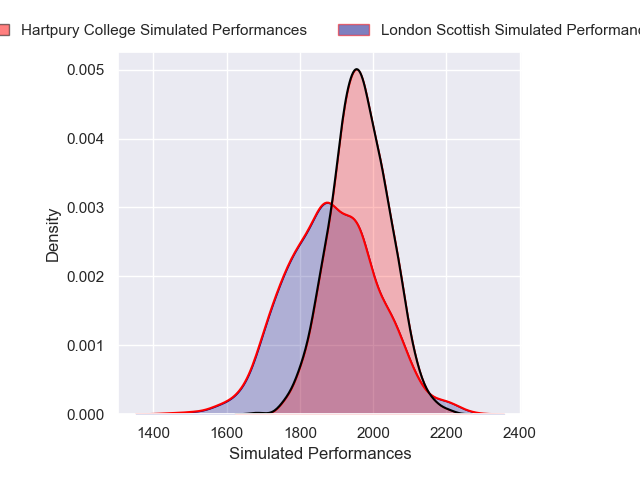 Hartpury College Simulated Performances
London Scottish Simulated
0.005
0.004
0.003
0.002
0.001
0.000
Density
1400 1600 1800 2000 2200 2400
Simulated Performances